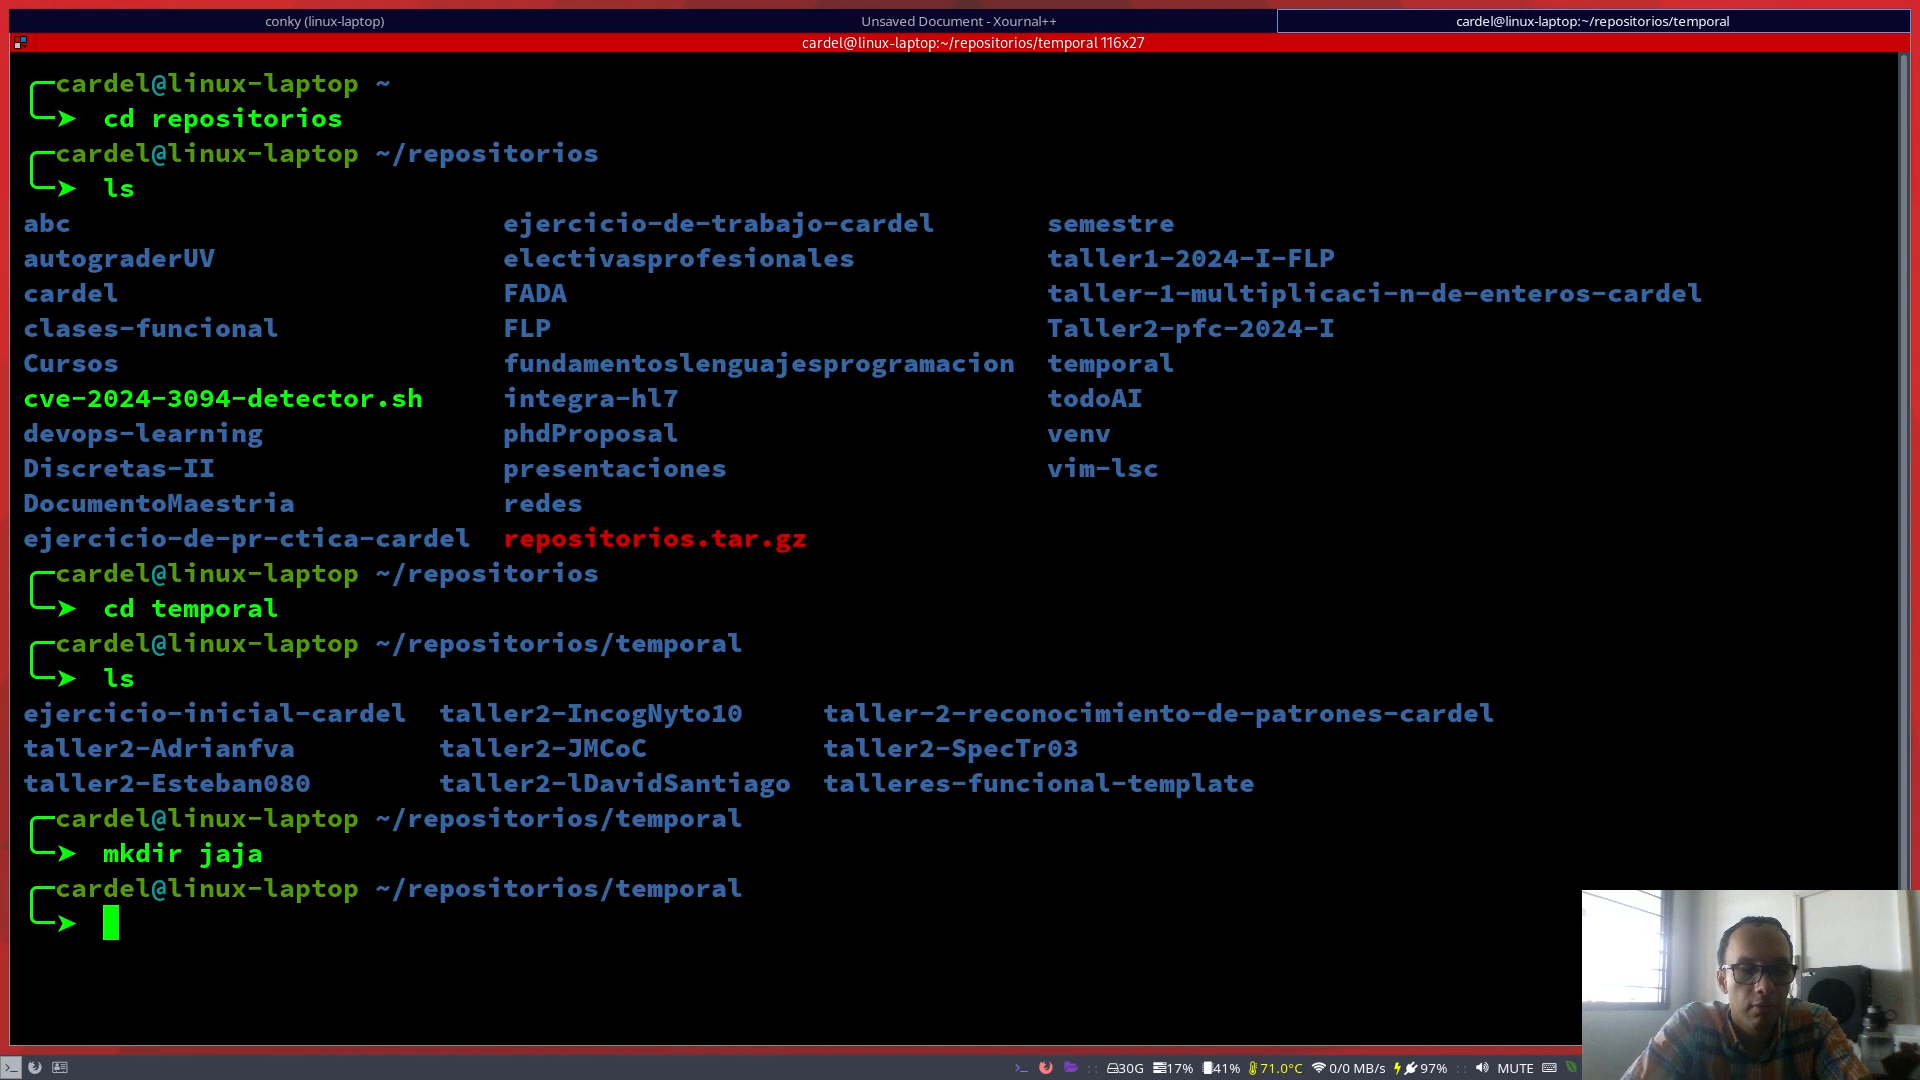 conky (linux-laptop) Unsaved Document - Xournal++ cardel@linux-laptop:~/repositorios/temporal
cardel@linux-laptop:~/repositorios/temporal 116x27
cardel@linux-laptop ~
cd repositorios
cardel@linux-laptop ~/repositorios
ls
abc ejercicio-de-trabajo-cardel semestre
autograderUV electivasprofesionales taller1-2024-I-FLP
cardel FADA taller-1-multiplicaci-n-de-enteros-cardel
clases-funcional FLP Taller2-pfc-2024-I
Cursos fundamentoslenguajesprogramacion temporal
cve-2024-3094-detector.sh integra-hl7 todoAI
devops-learning phdProposal venv
Discretas-II presentaciones vim-lsc
DocumentoMaestria redes
ejercicio-de-pr-ctica-cardel repositorios.tar.gz
cardel@linux-laptop ~/repositorios
cd temporal
cardel@linux-laptop ~/repositorios/temporal
ls
ejercicio-inicial-cardel taller2-IncogNyto10 taller-2-reconocimiento-de-patrones-cardel
taller2-Adrianfva taller2-JMCoC taller2-SpecTr03
taller2-Esteban080 taller2-lDavidSantiago talleres-funcional-template
cardel@linux-laptop ~/repositorios/temporal
mkdir jaja
cardel@linux-laptop ~/repositorios/temporal
30G 17% 41% 71.0°C 0/0 MB/s 97% MUTE